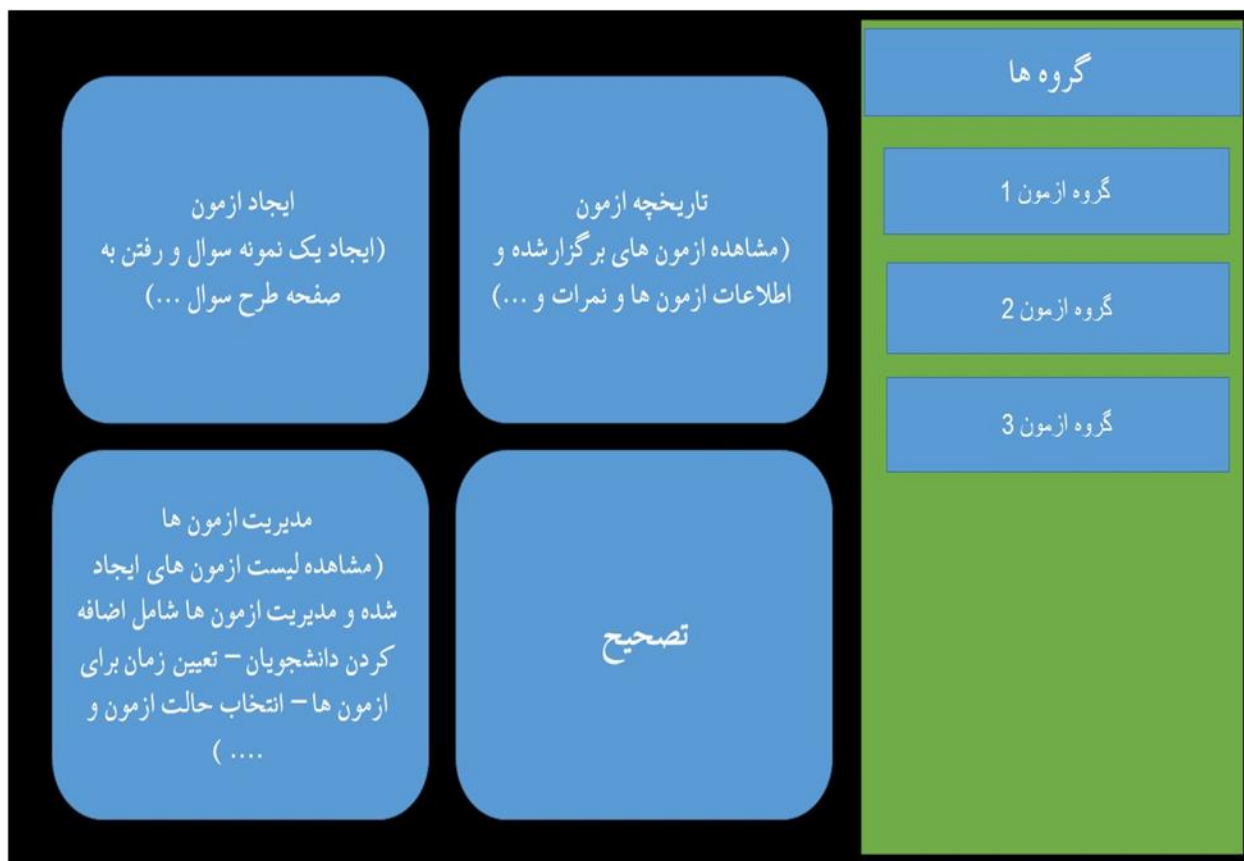 گروه ها
گروه ازمون 1
گروه ازمون 2
گروه ازمون 3
تاریخچه ازمون
(مشاهده ازمون های برگزارشده و
اطلاعات ازمون ها و نمرات و ...)
ایجاد ازمون
(ایجاد یک نمونه سوال و رفتن به
صفحه طرح سوال ...)
تصحیح
مدیریت ازمون ها
(مشاهده لیست ازمون های ایجاد
شده و مدیریت ازمون ها شامل اضافه
کردن دانشجویان – تعیین زمان برای
ازمون ها – انتخاب حالت ازمون و
.... )